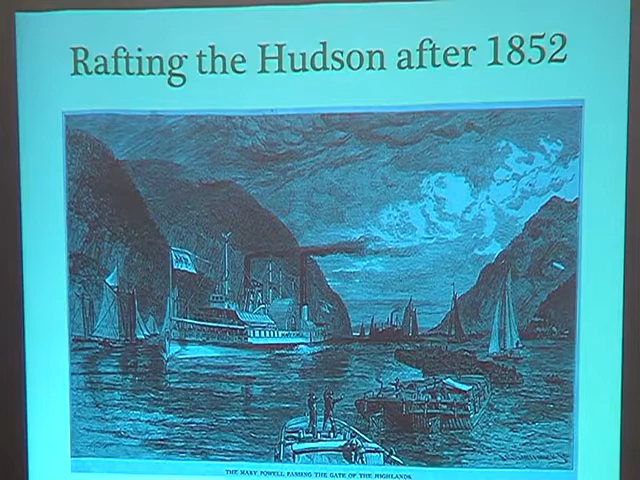 Rafting the Hudson after 1852
THE MARY POWELL PASSING THE GATE OF THE HIGHLANDS.